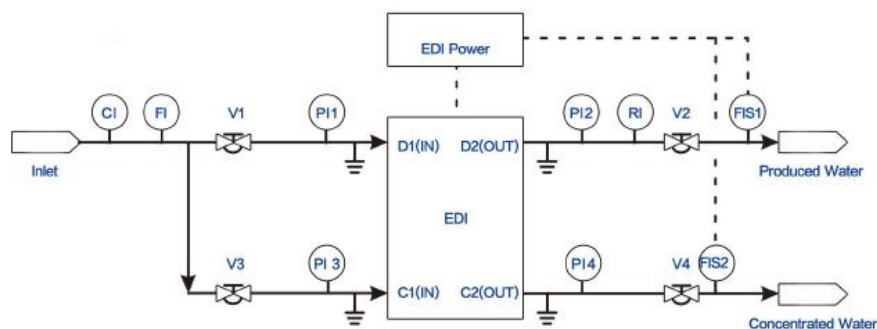 EDI Power
CI
FI
V1
PI1
PI2
RI
V2
FIS1
D1(IN)
D2(OUT)
Inlet
Produced Water
EDI
V3
PI 3
PI4
V4
FIS2
C1(IN)
C2(OUT)
Concentrated Water